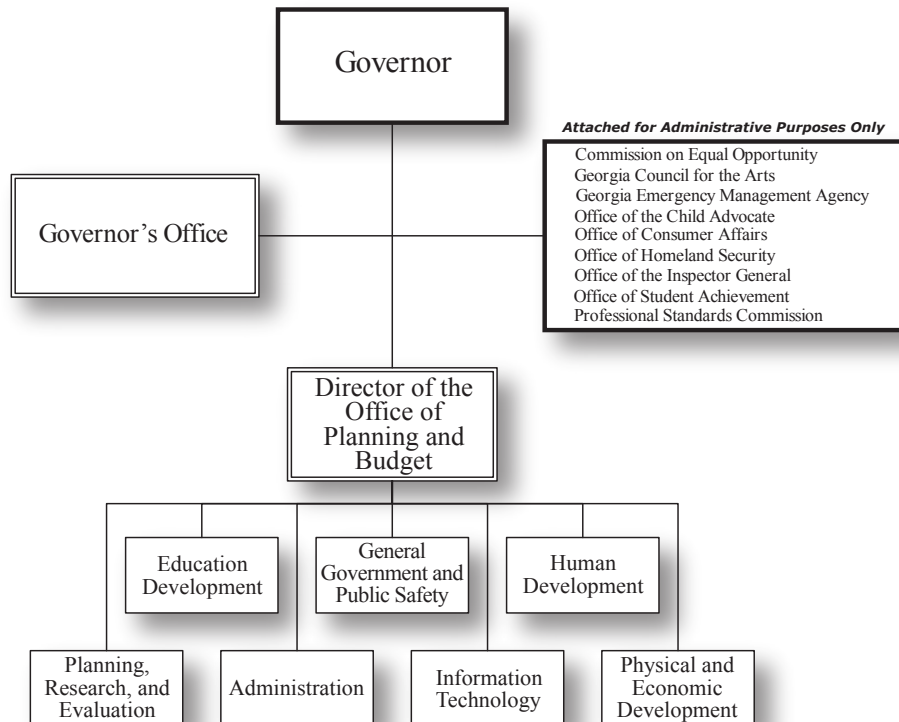 Governor
Attached for Administrative Purposes Only
Commission on Equal Opportunity
Georgia Council for the Arts
Georgia Emergency Management Agency
Office of the Child Advocate
Office of Consumer Affairs
Office of Homeland Security
Office of the Inspector General
Office of Student Achievement
Professional Standards Commission
Governor’s Office
Director of the
Office of
Planning and
Budget
Education
Development
General
Government and
Public Safety
Human
Development
Planning,
Research, and
Evaluation
Administration
Information
Technology
Physical and
Economic
Development